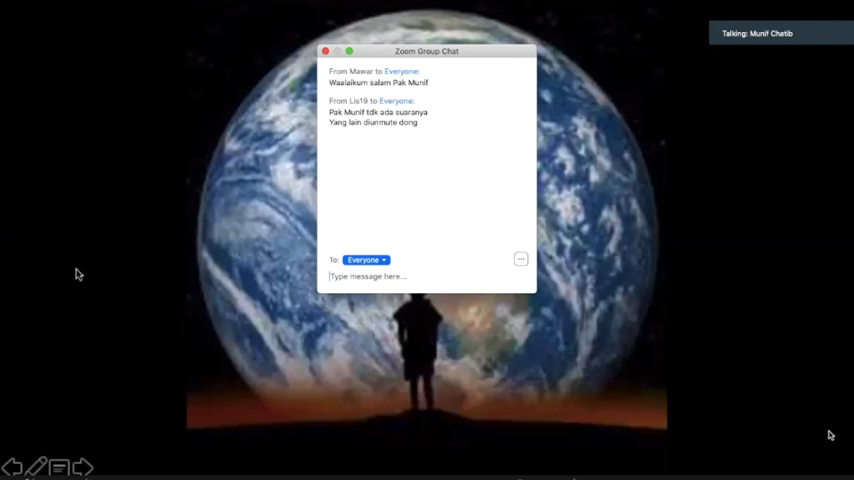 Talking: Munif Chatib
Zoom Group Chat
From Mawar to Everyone:
Waalaikum salam Pak Munif
From Lis19 to Everyone:
Pak Munif tdk ada suaranya
Yang lain diunmute dong
To: Everyone
Type message here...